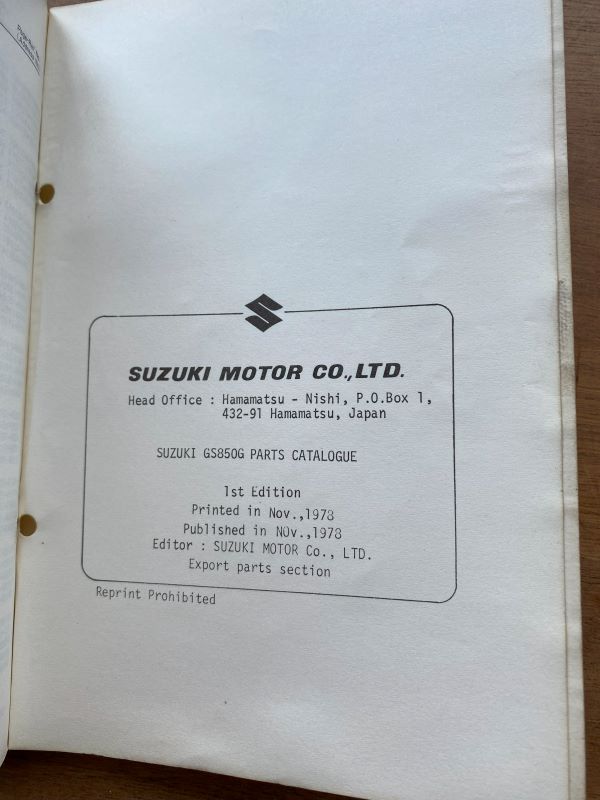 SUZUKI MOTOR CO.,LTD.
Head Office : Hamamatsu - Nishi, P.O.Box 1,
432-91 Hamamatsu, Japan
SUZUKI GS850G PARTS CATALOGUE
1st Edition
Printed in Nov.,1978
Published in Nov.,1978
Editor : SUZUKI MOTOR Co., LTD.
Export parts section
Reprint Prohibited